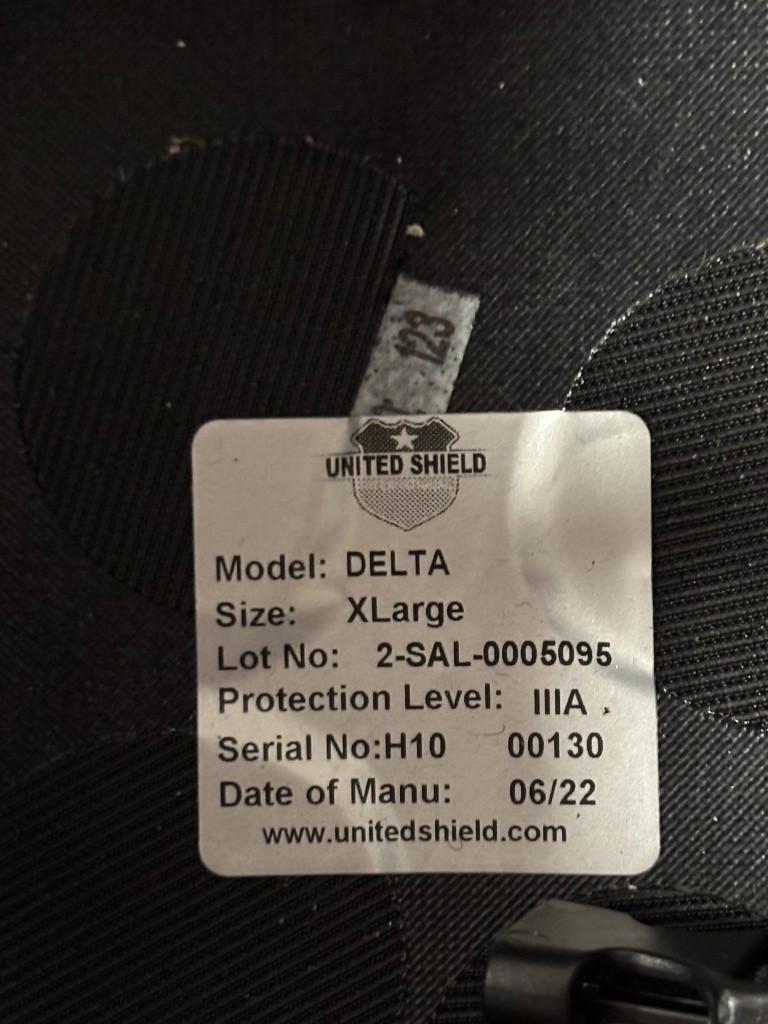 123
UNITED SHIELD
Model: DELTA
Size: XLarge
Lot No: 2-SAL-0005095
Protection Level: IIIA
Serial No:H10 00130
Date of Manu: 06/22
www.unitedshield.com